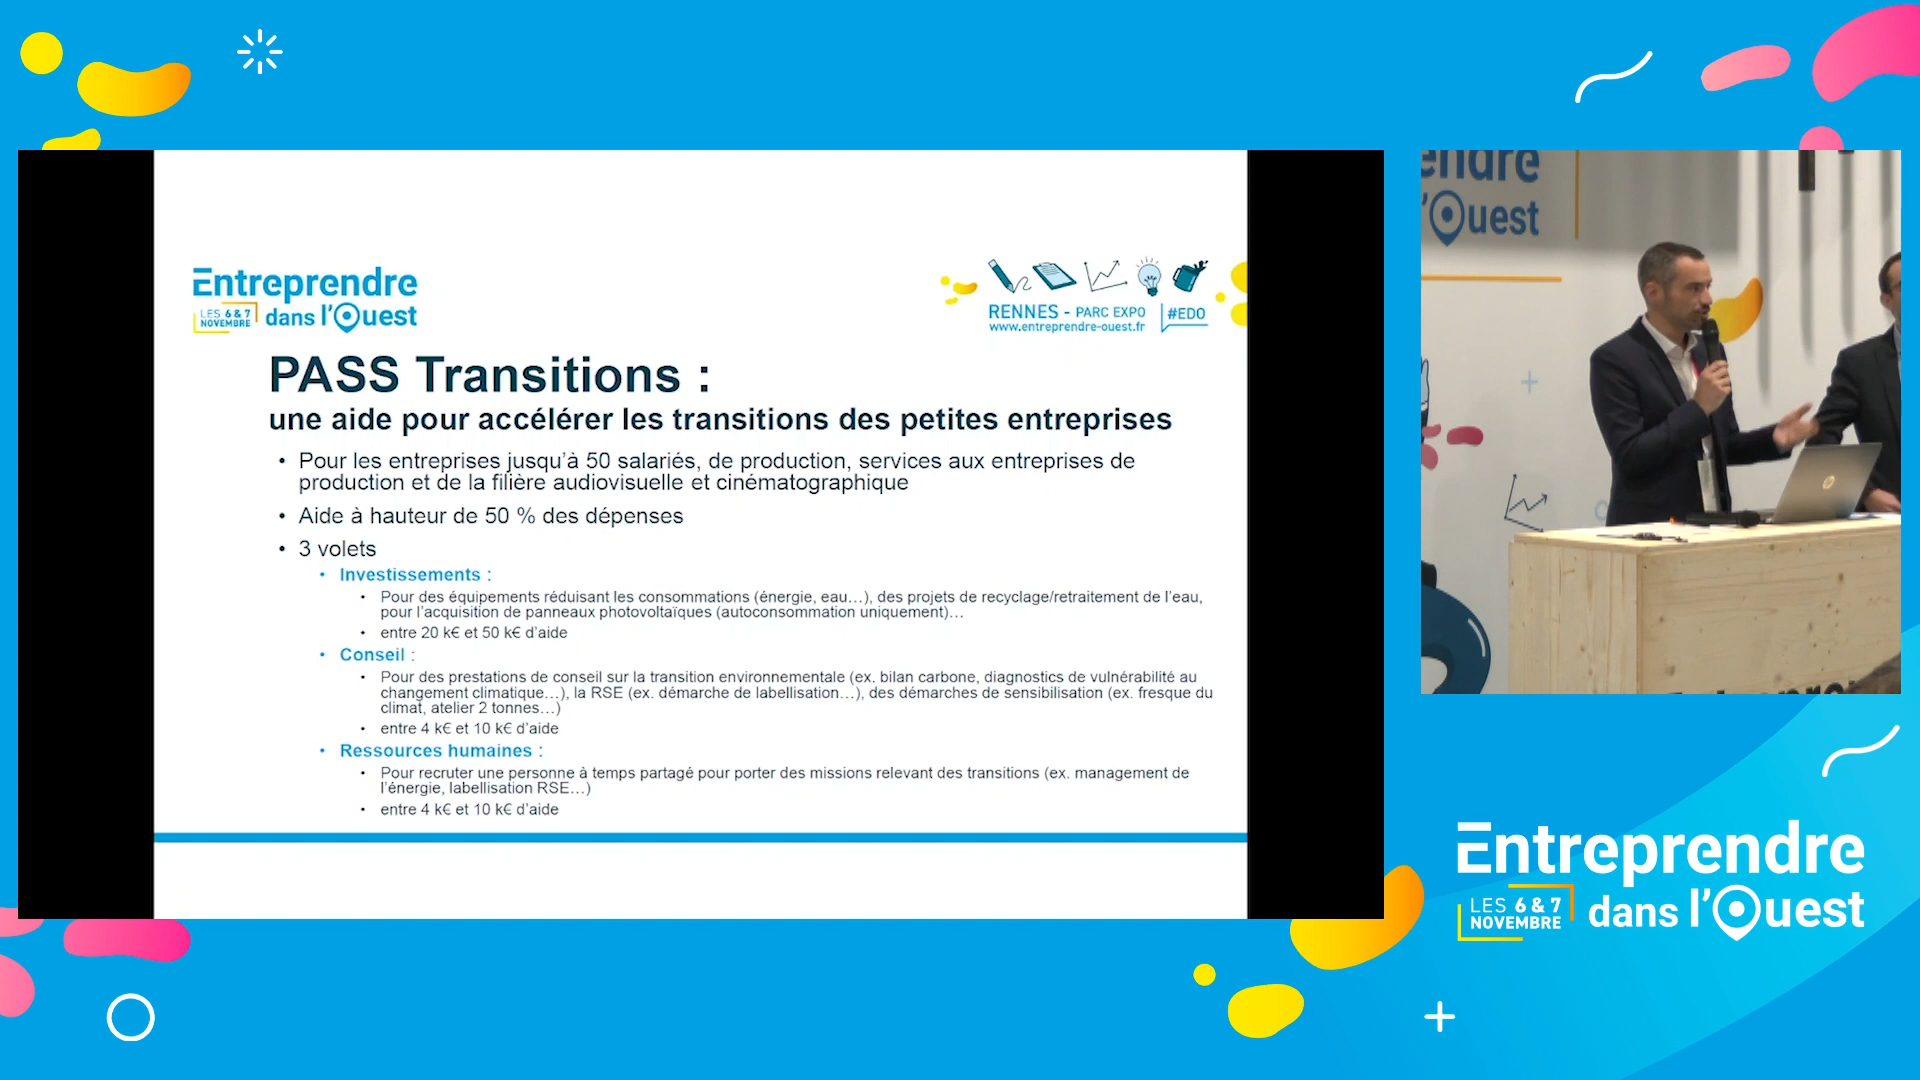 Entreprendre
LES 6 & 7
NOVEMBRE
dans l'Ouest
RENNES - PARC EXPO
www.entreprendre-ouest.fr
#EDO
PASS Transitions :
une aide pour accélérer les transitions des petites entreprises
• Pour les entreprises jusqu'à 50 salariés, de production, services aux entreprises de
production et de la filière audiovisuelle et cinématographique
• Aide à hauteur de 50 % des dépenses
• 3 volets
• Investissements :
• Pour des équipements réduisant les consommations (énergie, eau…), des projets de recyclage/retraitement de l'eau,
pour l'acquisition de panneaux photovoltaïques (autoconsommation uniquement)…
• entre 20 k€ et 50 k€ d'aide
• Conseil :
• Pour des prestations de conseil sur la transition environnementale (ex. bilan carbone, diagnostics de vulnérabilité au
changement climatique…), la RSE (ex. démarche de labellisation…), des démarches de sensibilisation (ex. fresque du
climat, atelier 2 tonnes…)
• entre 4 k€ et 10 k€ d'aide
• Ressources humaines :
• Pour recruter une personne à temps partagé pour porter des missions relevant des transitions (ex. management de
l'énergie, labellisation RSE…)
• entre 4 k€ et 10 k€ d'aide
endre
l'Ouest
Entreprendre
LES 6 & 7
NOVEMBRE
dans l'Ouest